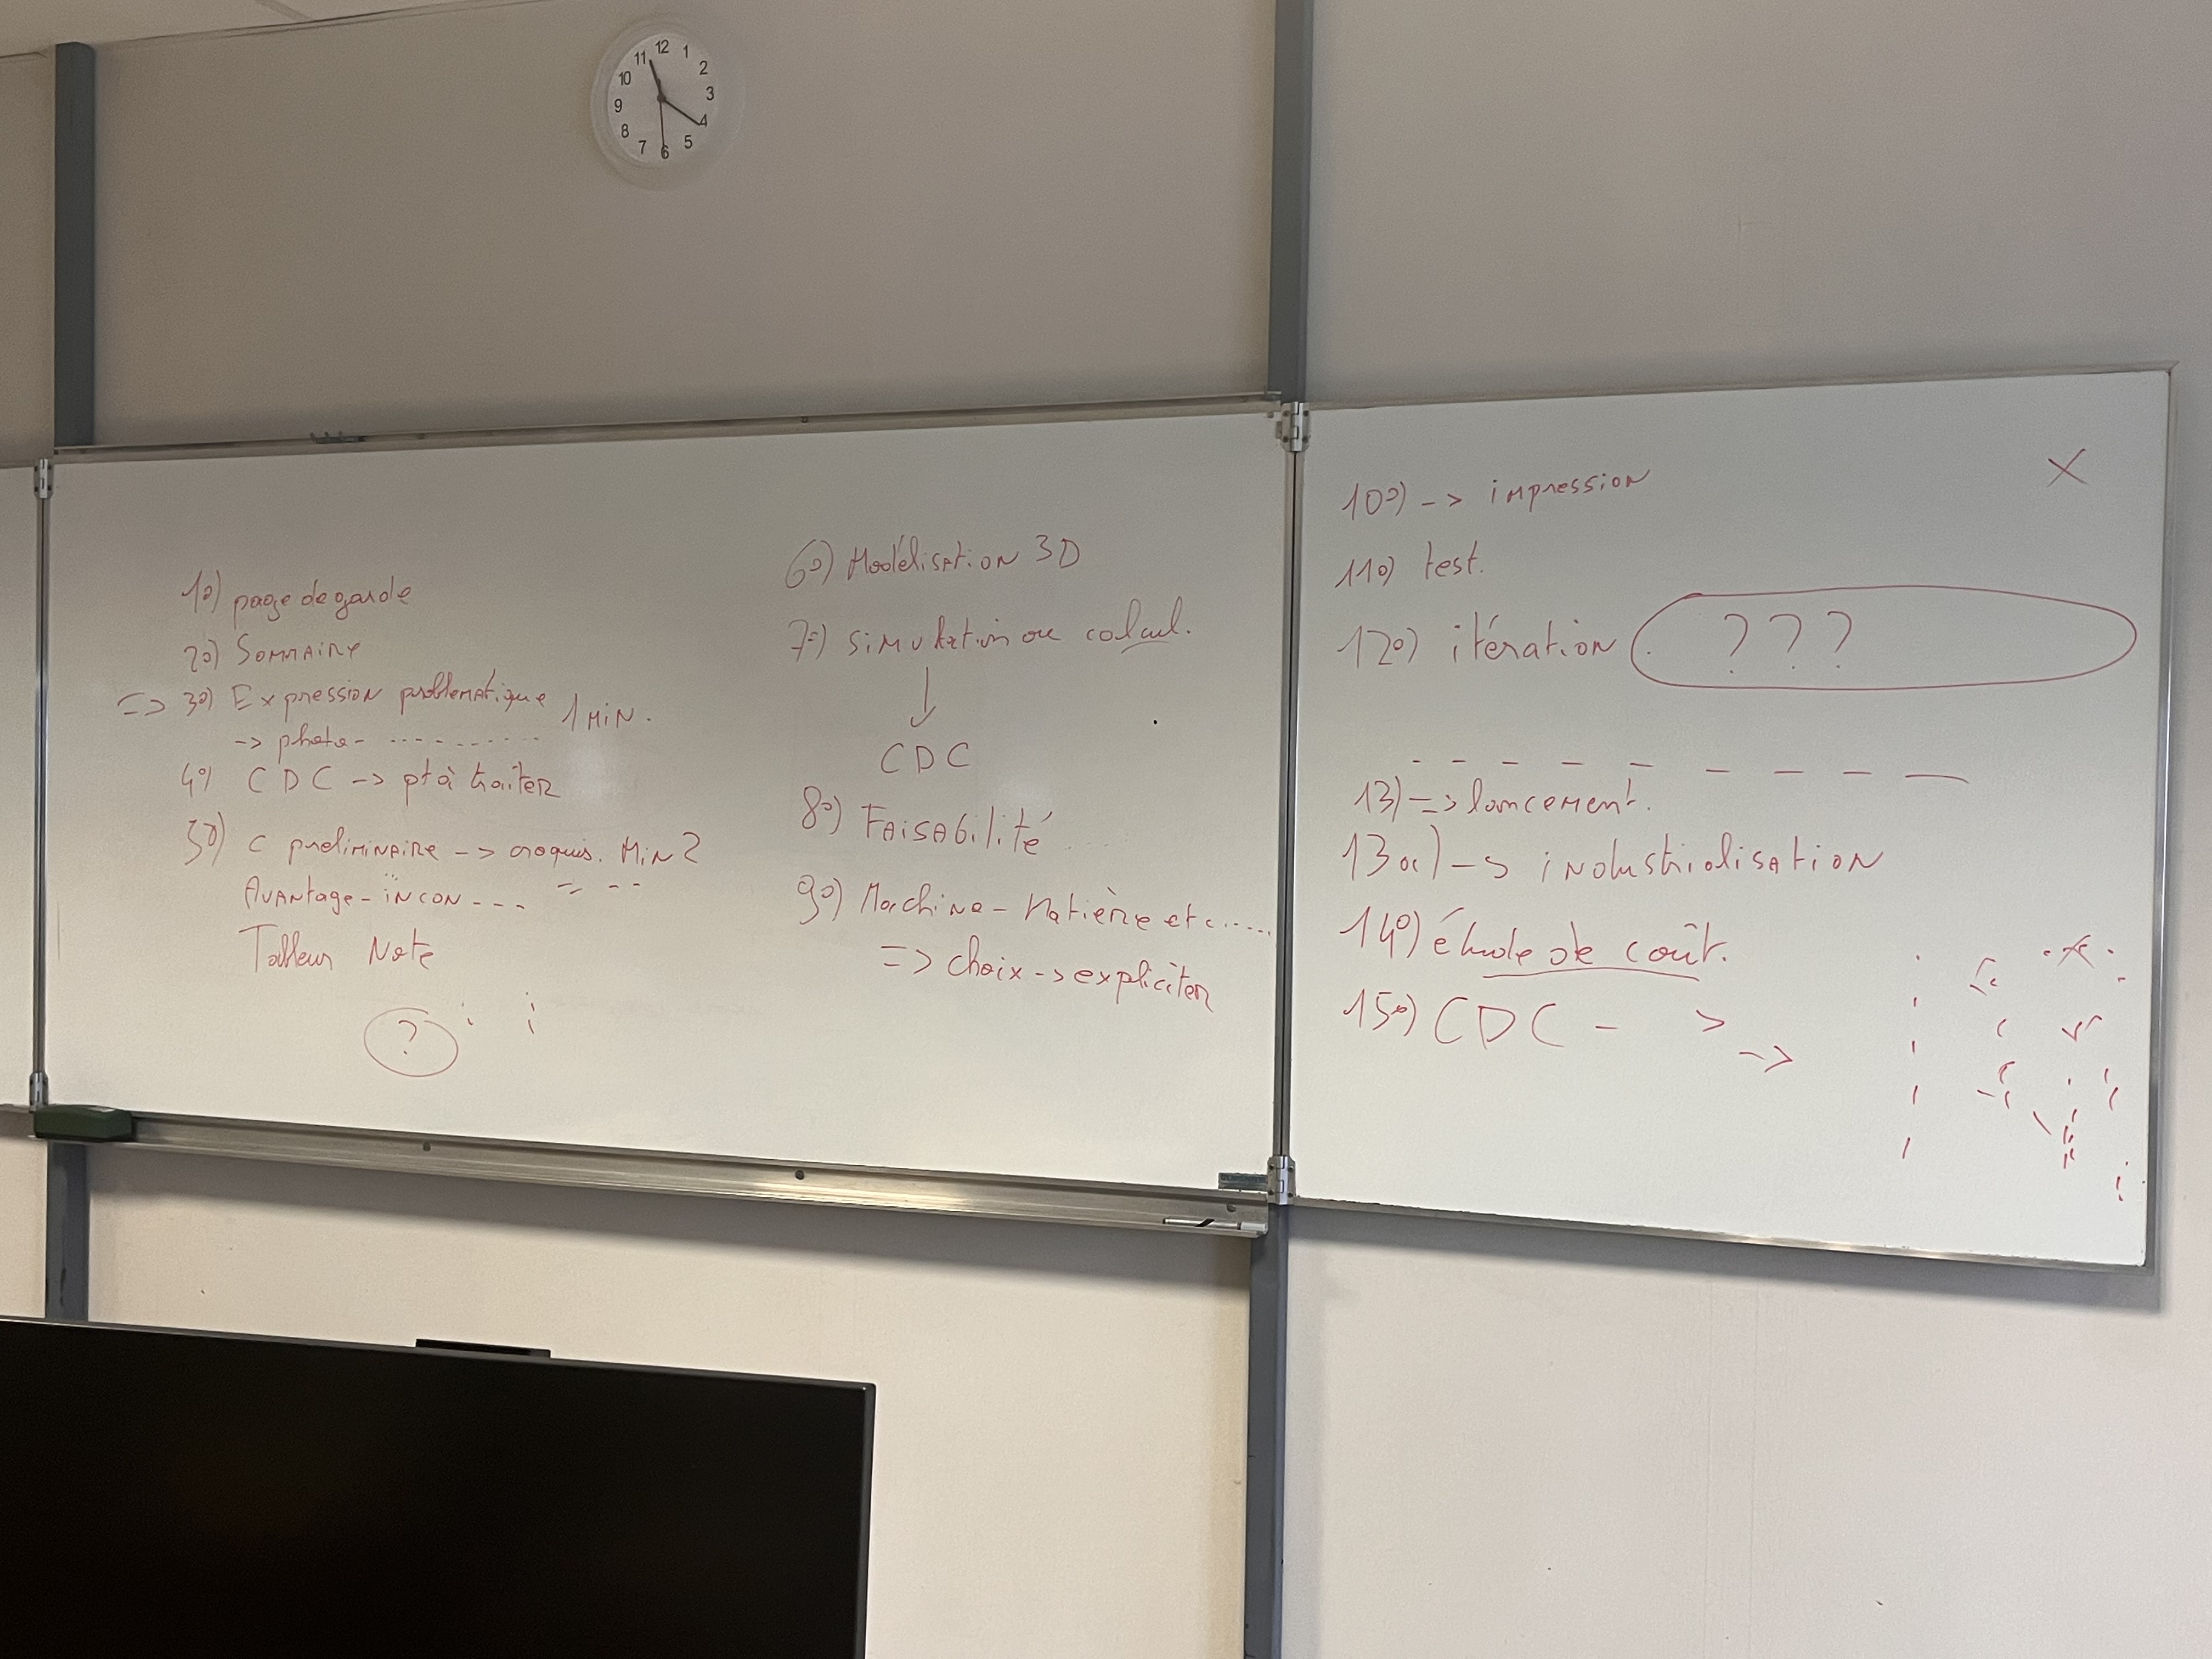 12
1
2
3
4
5
6
7
8
9
10
11
1°) page de garde
2°) Sommaire
=> 3°) Expression problematique 1 min.
-> photo - ----------
4°) CDC -> pt à traiter
5°) C preliminaire -> croquis. Min 2
Avantage - incon ---
Tableur Note
?
6°) Modélisation 3D
7°) Simulation ou calcul.
CDC
8°) Faisabilité
9°) Machine - Matière etc.....
=> choix -> expliciter
10°) -> impression
X
11°) test.
12°) itération ???
13) => lancement.
13a) -> industrialisation
14°) étude de coût.
15°) CDC - >
->